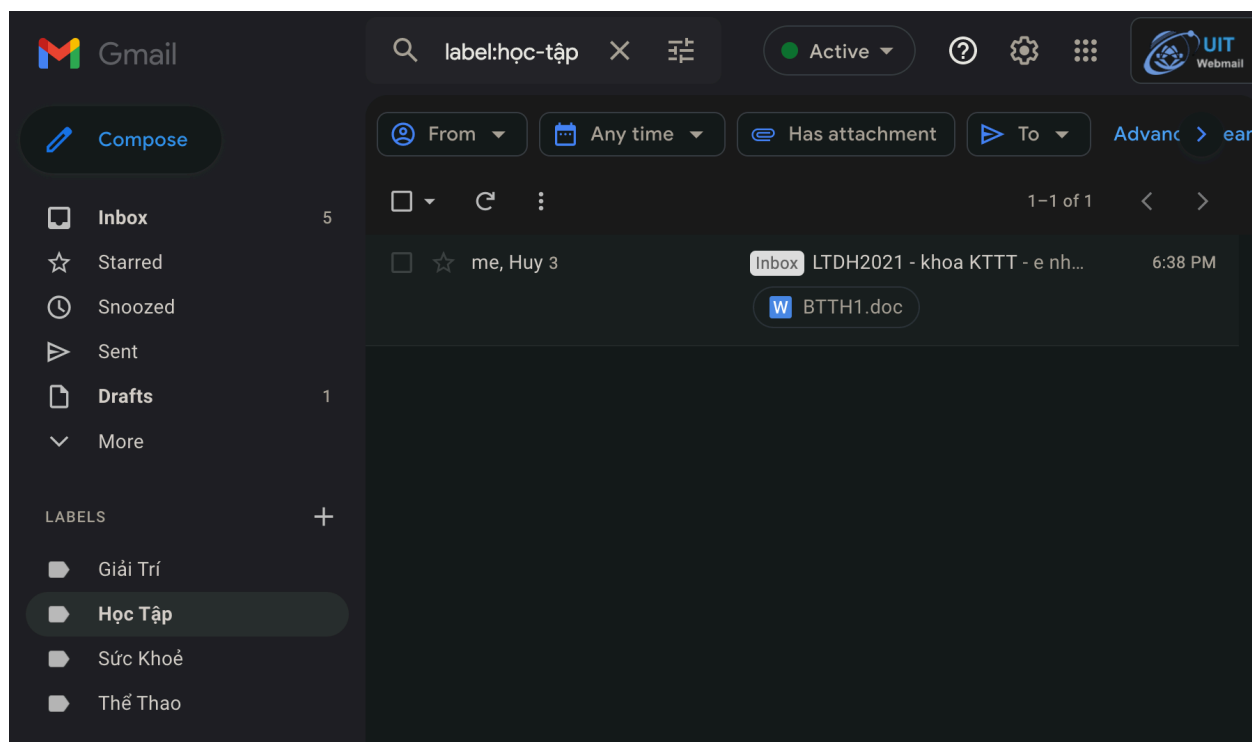 Gmail
label:học-tập
Active
UIT
Webmail
Compose
From
Any time
Has attachment
To
Advanc
ear
Inbox 5
Starred
Snoozed
Sent
Drafts 1
More
1–1 of 1
me, Huy 3
Inbox LTDH2021 - khoa KTTT - e nh...
6:38 PM
W BTTH1.doc
LABELS
Giải Trí
Học Tập
Sức Khoẻ
Thể Thao